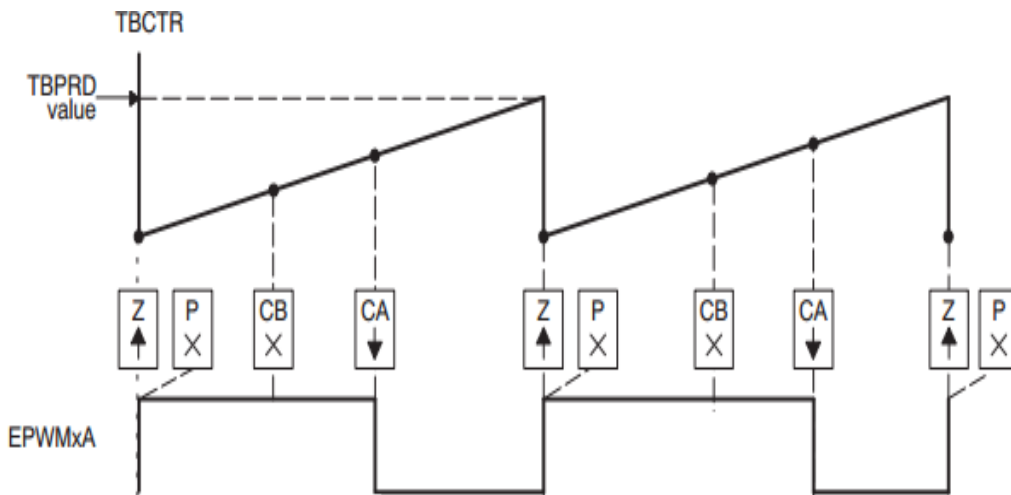 TBCTR
TBPRD
value
Z P CB CA Z P CB CA Z P
X X X X X
EPWMxA